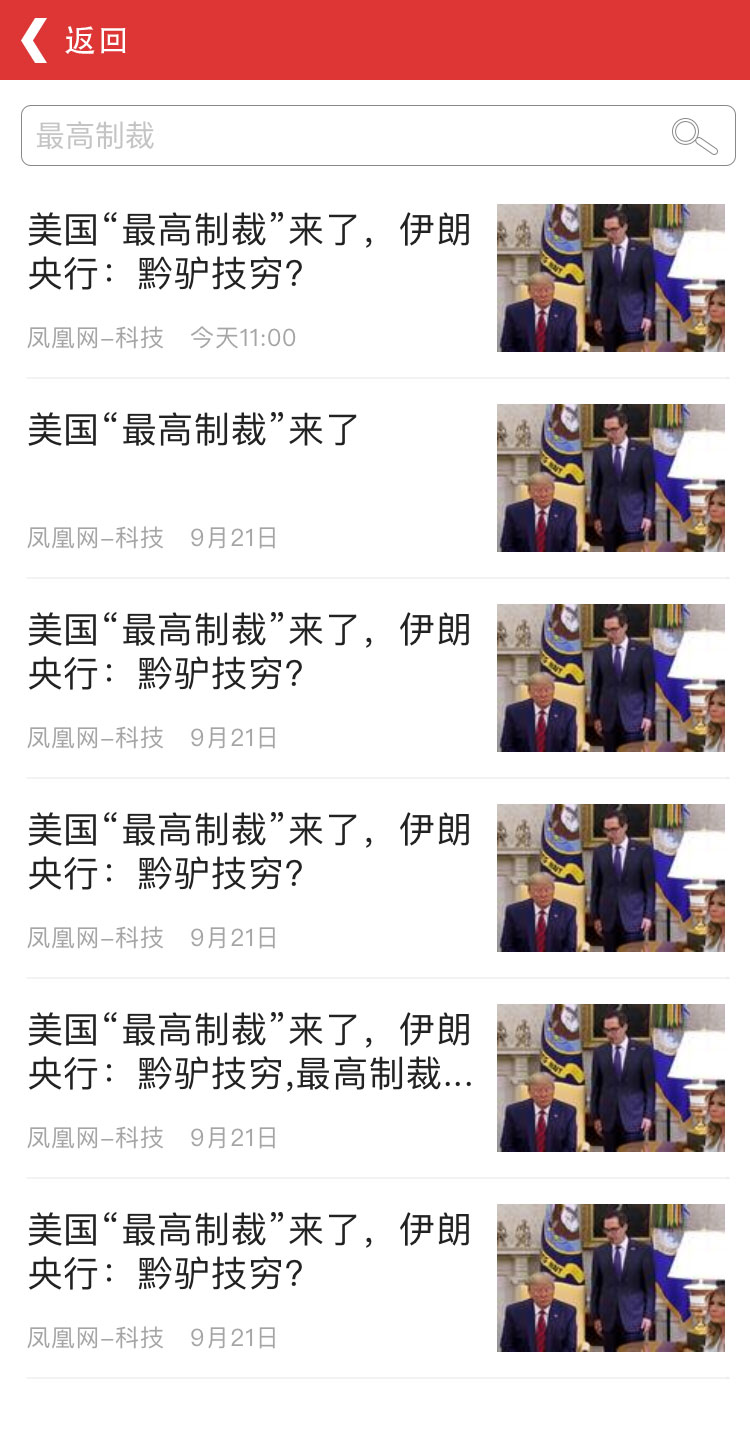 返回
最高制裁
美国“最高制裁”来了，伊朗
央行：黔驴技穷?
凤凰网–科技 今天11:00
美国“最高制裁”来了
凤凰网–科技 9月21日
美国“最高制裁”来了，伊朗
央行：黔驴技穷?
凤凰网–科技 9月21日
美国“最高制裁”来了，伊朗
央行：黔驴技穷?
凤凰网–科技 9月21日
美国“最高制裁”来了，伊朗
央行：黔驴技穷,最高制裁...
凤凰网–科技 9月21日
美国“最高制裁”来了，伊朗
央行：黔驴技穷?
凤凰网–科技 9月21日